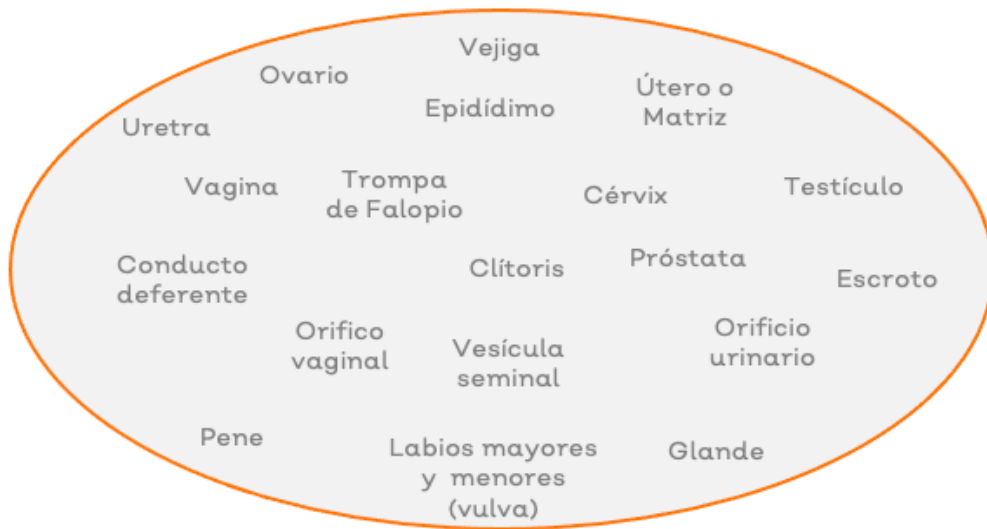 Vejiga
Ovario
Útero o
Matriz
Epidídimo
Uretra
Trompa
de Falopio
Vagina
Cérvix
Testículo
Conducto
deferente
Clítoris
Próstata
Escroto
Orifico
vaginal
Vesícula
seminal
Orificio
urinario
Pene
Labios mayores
y menores
(vulva)
Glande